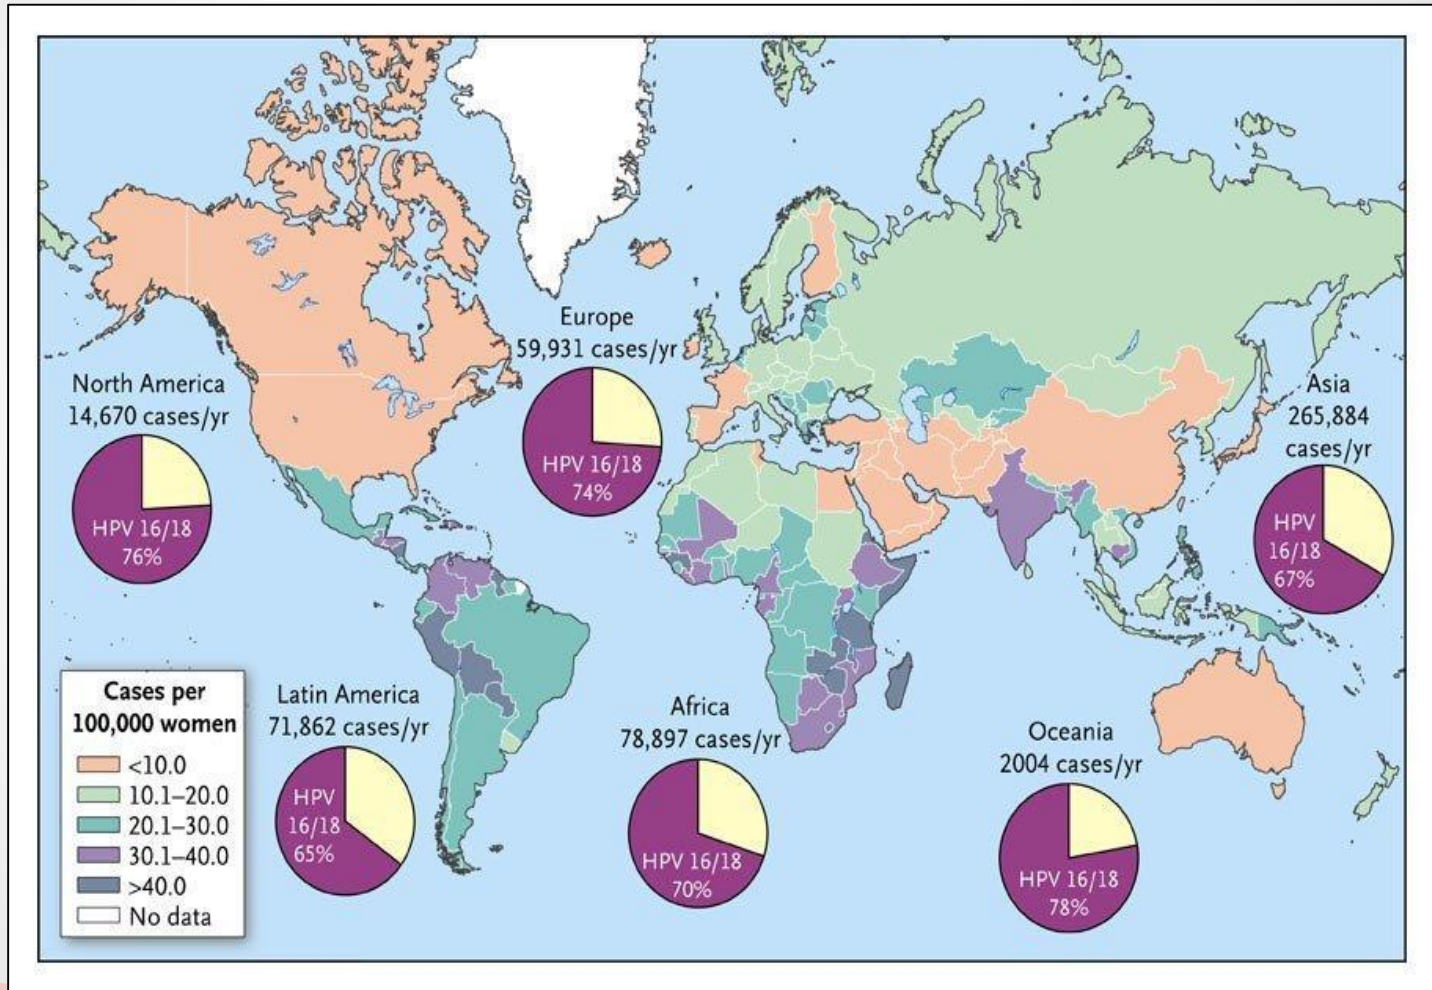 Europe
59,931 cases/yr
HPV 16/18
74%
North America
14,670 cases/yr
HPV 16/18
76%
Asia
265,884
cases/yr
HPV
16/18
67%
Latin America
71,862 cases/yr
HPV
16/18
65%
Africa
78,897 cases/yr
HPV 16/18
70%
Oceania
2004 cases/yr
HPV 16/18
78%
Cases per
100,000 women
<10.0
10.1–20.0
20.1–30.0
30.1–40.0
>40.0
No data